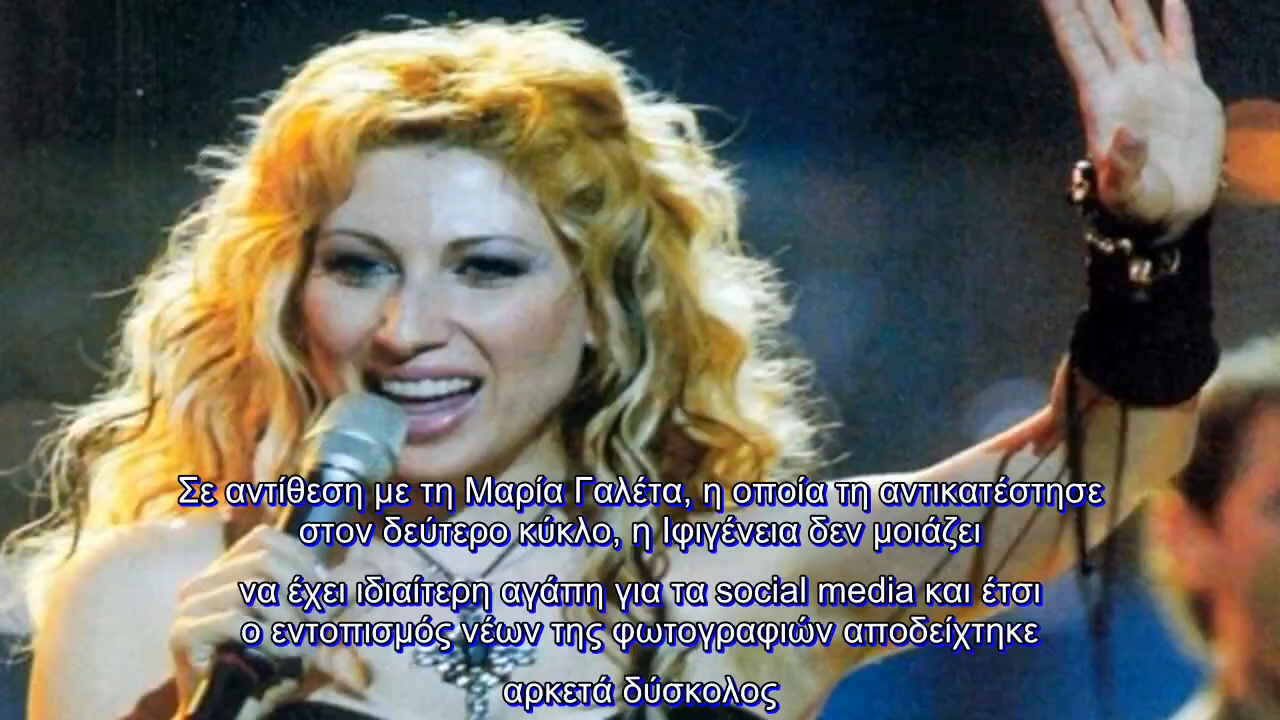 Σε αντίθεση με τη Μαρία Γαλέτα, η οποία τη αντικατέστησε
στον δεύτερο κύκλο, η Ιφιγένεια δεν μοιάζει
να έχει ιδιαίτερη αγάπη για τα social media και έτσι
ο εντοπισμός νέων της φωτογραφιών αποδείχτηκε
αρκετά δύσκολος